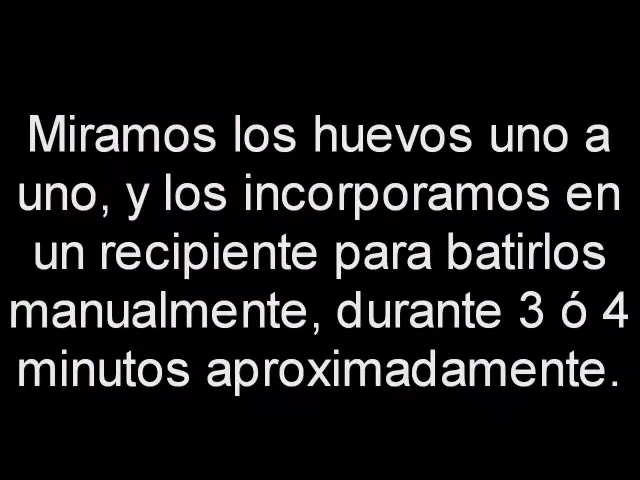 Miramos los huevos uno a
uno, y los incorporamos en
un recipiente para batirlos
manualmente, durante 3 ó 4
minutos aproximadamente.